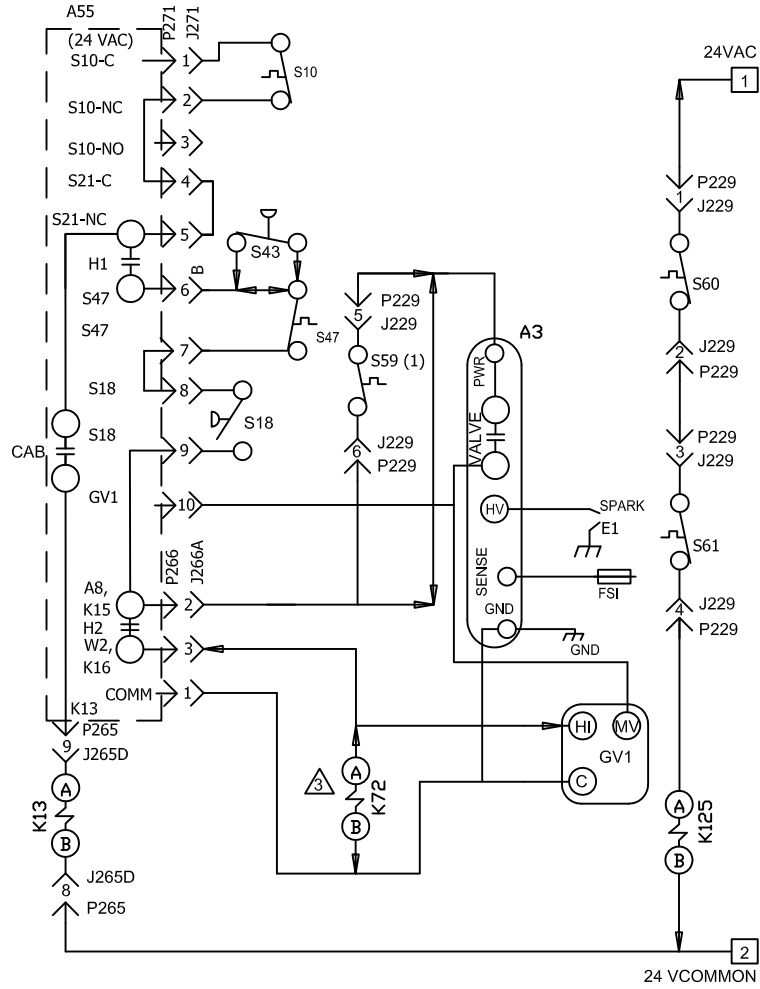 A55
P271
J271
(24 VAC)
S10-C
1
S10
S10-NC
2
S10-NO
3
S21-C
4
S21-NC
5
B
S43
H1
S47
6
S47
7
S47
S18
8
S18
S18
9
CAB
GV1
10
P266
J266A
A8,
K15
2
H2
W2,
K16
3
COMM
1
K13
P265
9
J265D
A
K13
B
J265D
8
P265
5
P229
J229
S59 (1)
J229
6
P229
A3
PWR
VALVE
HV
SPARK
E1
SENSE
FSI
GND
GND
HI
MV
GV1
C
3
A
K72
B
24VAC
1
P229
1
J229
S60
J229
2
P229
P229
3
J229
S61
J229
4
P229
A
K125
B
2
24 VCOMMON